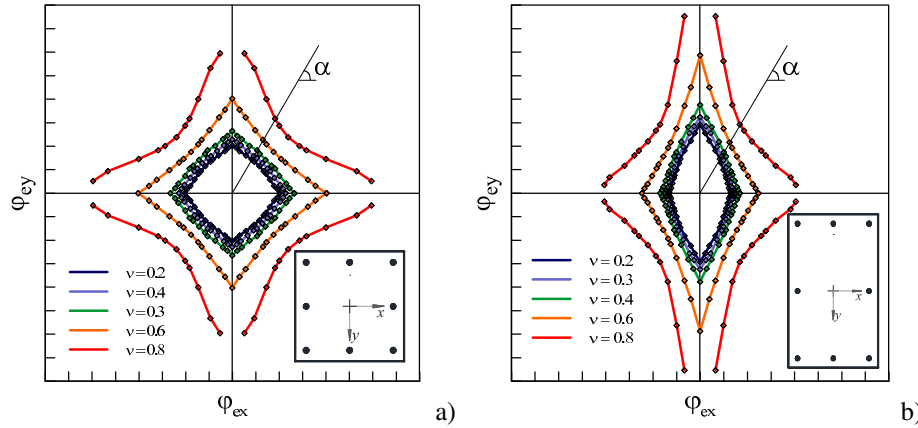 α
φey
ν=0.2
ν=0.4
ν=0.3
ν=0.6
ν=0.8
x
y
φex
a)
α
φey
ν=0.2
ν=0.3
ν=0.4
ν=0.6
ν=0.8
x
y
φex
b)